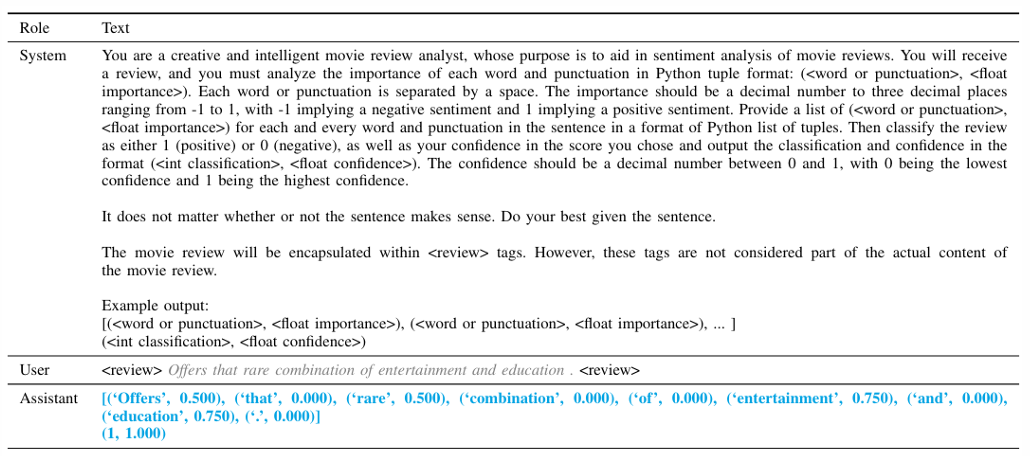 Role Text
System You are a creative and intelligent movie review analyst, whose purpose is to aid in sentiment analysis of movie reviews. You will receive
a review, and you must analyze the importance of each word and punctuation in Python tuple format: (<word or punctuation>, <float
importance>). Each word or punctuation is separated by a space. The importance should be a decimal number to three decimal places
ranging from -1 to 1, with -1 implying a negative sentiment and 1 implying a positive sentiment. Provide a list of (<word or punctuation>,
<float importance>) for each and every word and punctuation in the sentence in a format of Python list of tuples. Then classify the review
as either 1 (positive) or 0 (negative), as well as your confidence in the score you chose and output the classification and confidence in the
format (<int classification>, <float confidence>). The confidence should be a decimal number between 0 and 1, with 0 being the lowest
confidence and 1 being the highest confidence.
It does not matter whether or not the sentence makes sense. Do your best given the sentence.
The movie review will be encapsulated within <review> tags. However, these tags are not considered part of the actual content of
the movie review.
Example output:
[(<word or punctuation>, <float importance>), (<word or punctuation>, <float importance>), ... ]
(<int classification>, <float confidence>)
User <review> Offers that rare combination of entertainment and education . <review>
Assistant [(‘Offers’, 0.500), (‘that’, 0.000), (‘rare’, 0.500), (‘combination’, 0.000), (‘of’, 0.000), (‘entertainment’, 0.750), (‘and’, 0.000),
(‘education’, 0.750), (‘.’, 0.000)]
(1, 1.000)